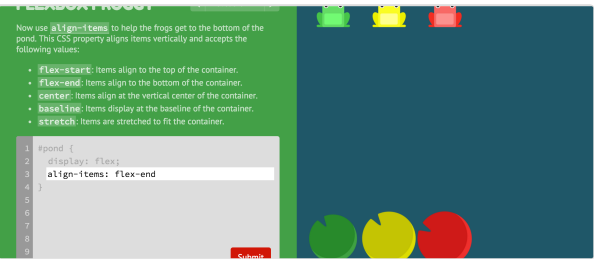 FLEXBOX FROGGY
Now use align-items to help the frogs get to the bottom of the
pond. This CSS property aligns items vertically and accepts the
following values:
flex-start: Items align to the top of the container.
flex-end: Items align to the bottom of the container.
center: Items align at the vertical center of the container.
baseline: Items display at the baseline of the container.
stretch: Items are stretched to fit the container.
1 #pond {
2 display: flex;
3 align-items: flex-end
4 }
5
6
7
8
9
Submit